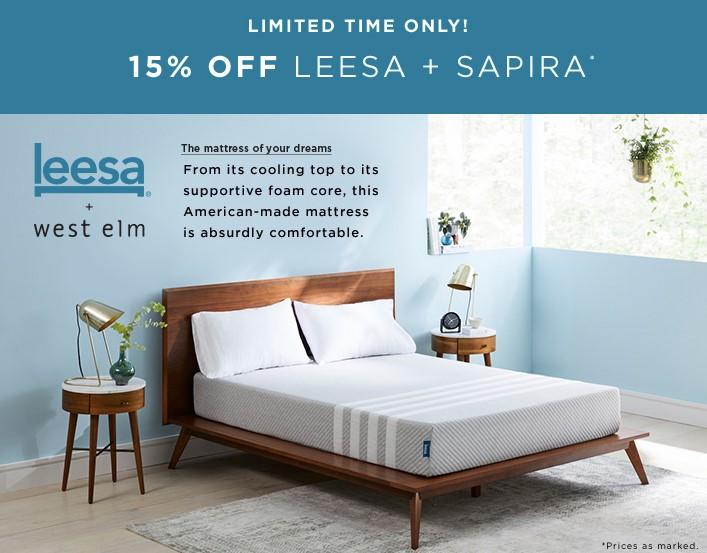 LIMITED TIME ONLY!
15% OFF LEESA + SAPIRA*
leesa®
+
west elm
The mattress of your dreams
From its cooling top to its
supportive foam core, this
American-made mattress
is absurdly comfortable.
*Prices as marked.